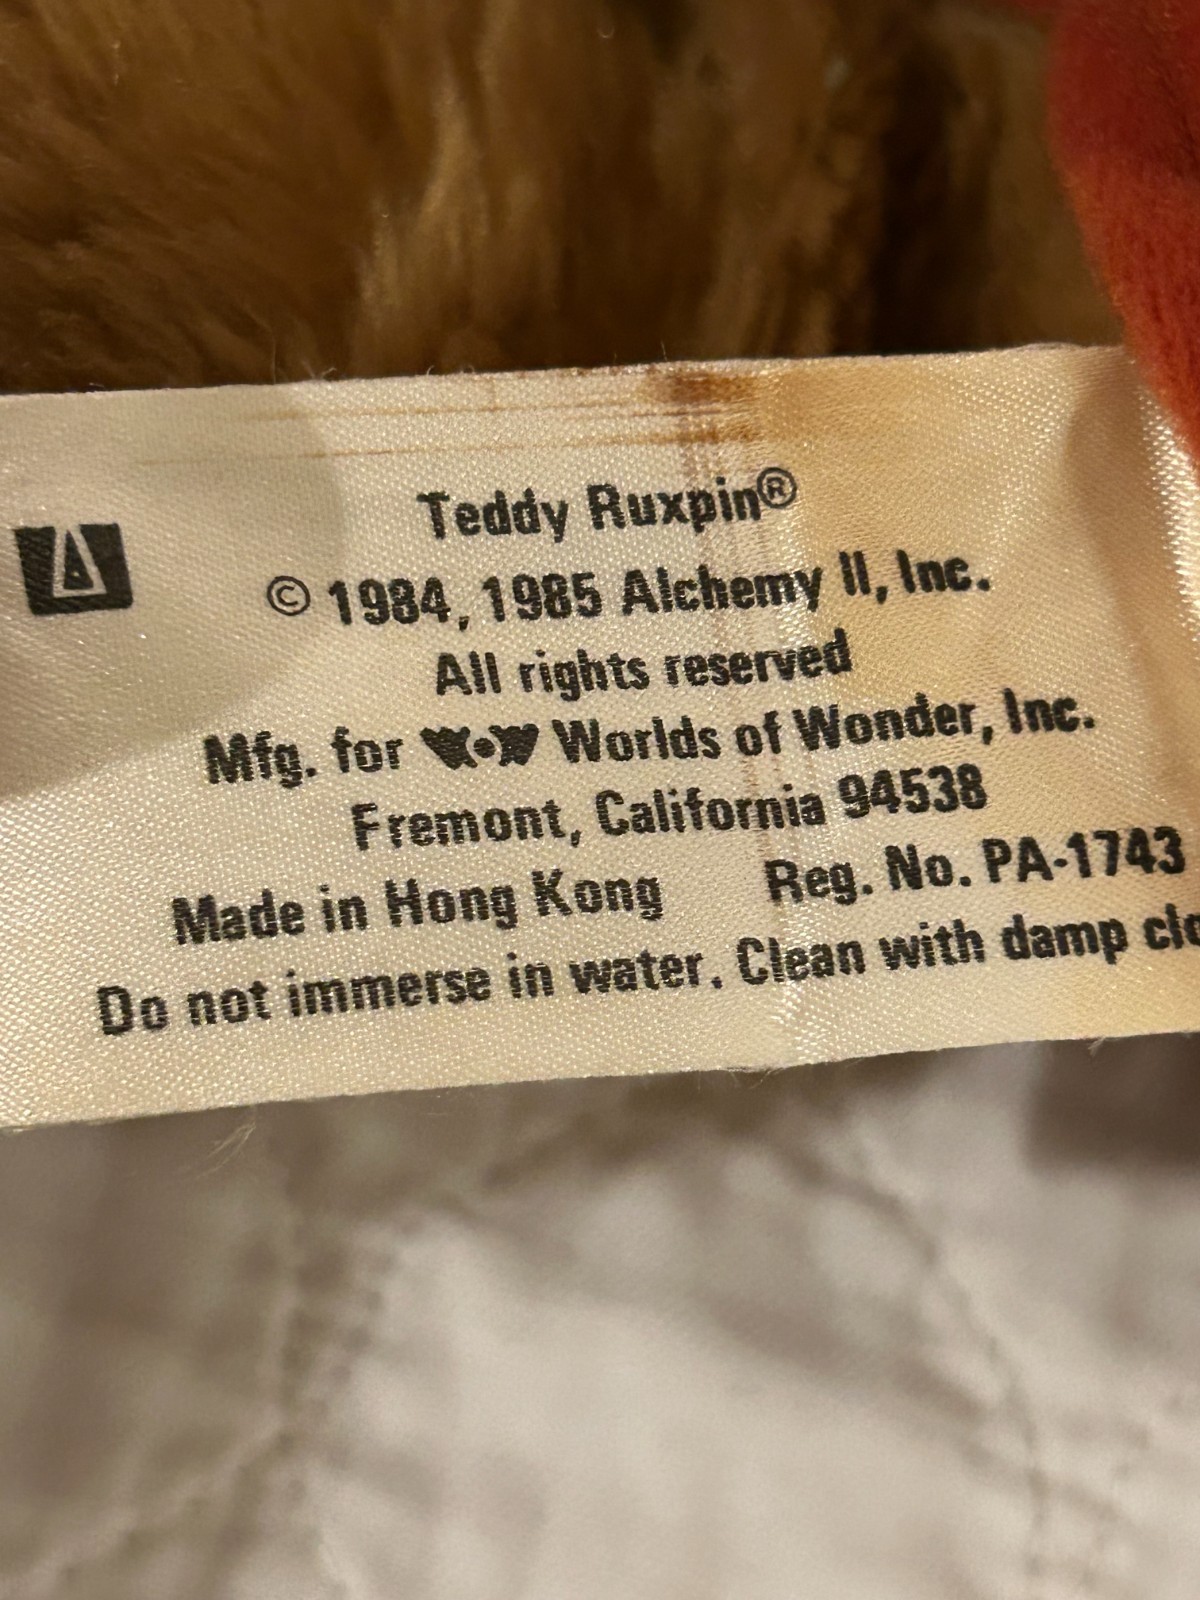 Teddy Ruxpin®
© 1984, 1985 Alchemy II, Inc.
All rights reserved
Mfg. for W•W Worlds of Wonder, Inc.
Fremont, California 94538
Made in Hong Kong Reg. No. PA-1743
Do not immerse in water. Clean with damp clo